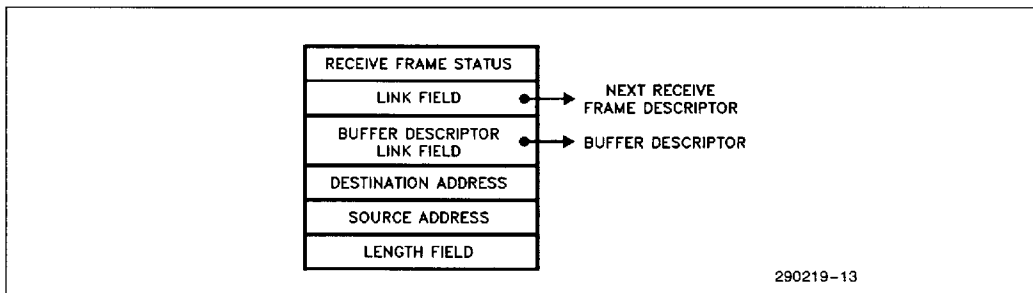 RECEIVE FRAME STATUS
LINK FIELD
NEXT RECEIVE
FRAME DESCRIPTOR
BUFFER DESCRIPTOR
LINK FIELD
BUFFER DESCRIPTOR
DESTINATION ADDRESS
SOURCE ADDRESS
LENGTH FIELD
290219-13